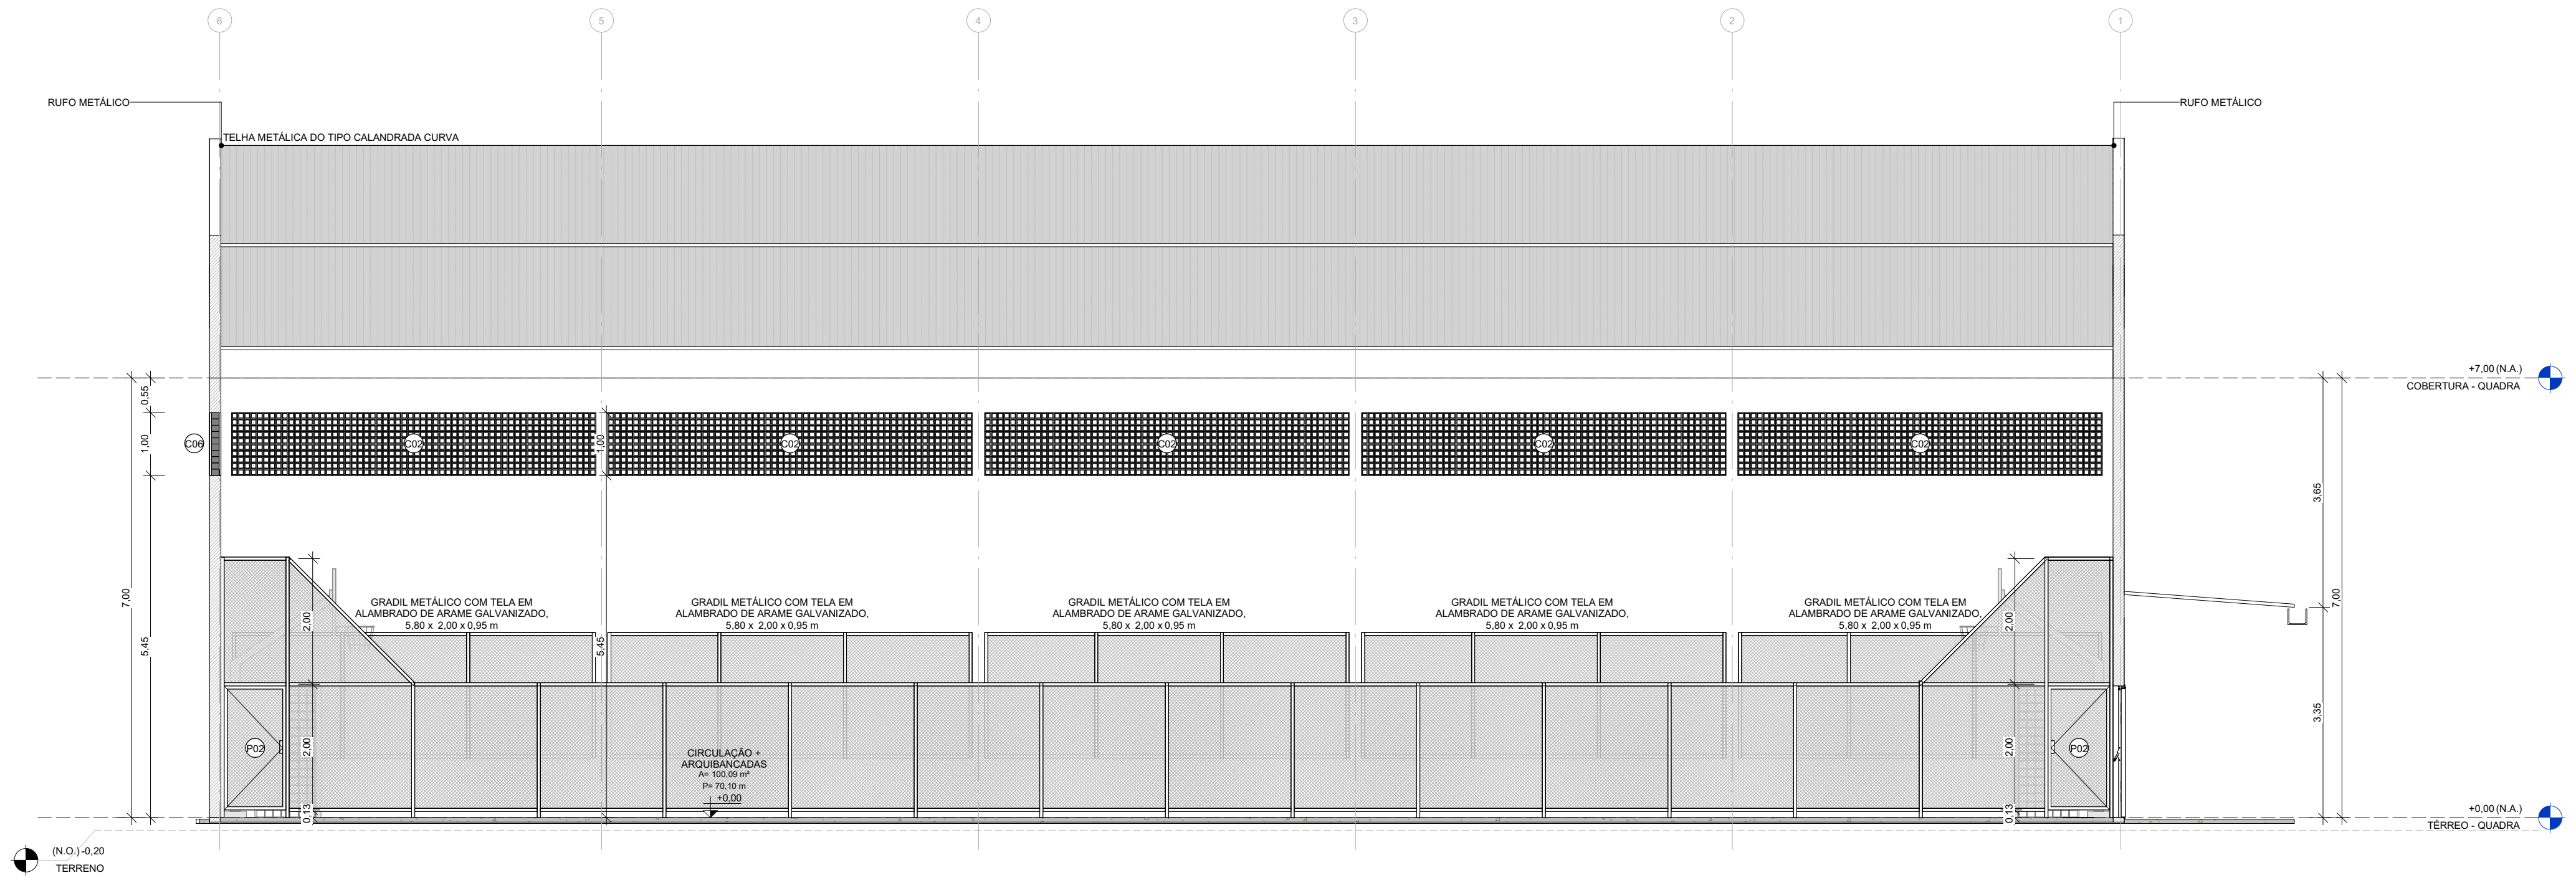 6
5
4
3
2
1
RUFO METÁLICO
RUFO METÁLICO
TELHA METÁLICA DO TIPO CALANDRADA CURVA
+7,00 (N.A.)
COBERTURA - QUADRA
0,55
1,00
5,45
7,00
C06
C02
1,00
C02
C02
C02
C02
3,65
7,00
3,35
GRADIL METÁLICO COM TELA EM
ALAMBRADO DE ARAME GALVANIZADO,
5,80 x 2,00 x 0,95 m
GRADIL METÁLICO COM TELA EM
ALAMBRADO DE ARAME GALVANIZADO,
5,80 x 2,00 x 0,95 m
GRADIL METÁLICO COM TELA EM
ALAMBRADO DE ARAME GALVANIZADO,
5,80 x 2,00 x 0,95 m
GRADIL METÁLICO COM TELA EM
ALAMBRADO DE ARAME GALVANIZADO,
5,80 x 2,00 x 0,95 m
GRADIL METÁLICO COM TELA EM
ALAMBRADO DE ARAME GALVANIZADO,
5,80 x 2,00 x 0,95 m
2,00
2,00
0,13
5,45
2,00
2,00
0,13
P02
P02
CIRCULAÇÃO +
ARQUIBANCADAS
A= 100,09 m²
P= 70,10 m
+0,00
+0,00 (N.A.)
TÉRREO - QUADRA
(N.O.) -0,20
TERRENO